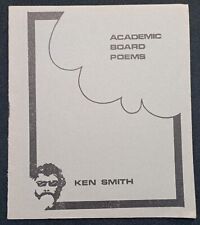 ACADEMIC
BOARD
POEMS
KEN SMITH